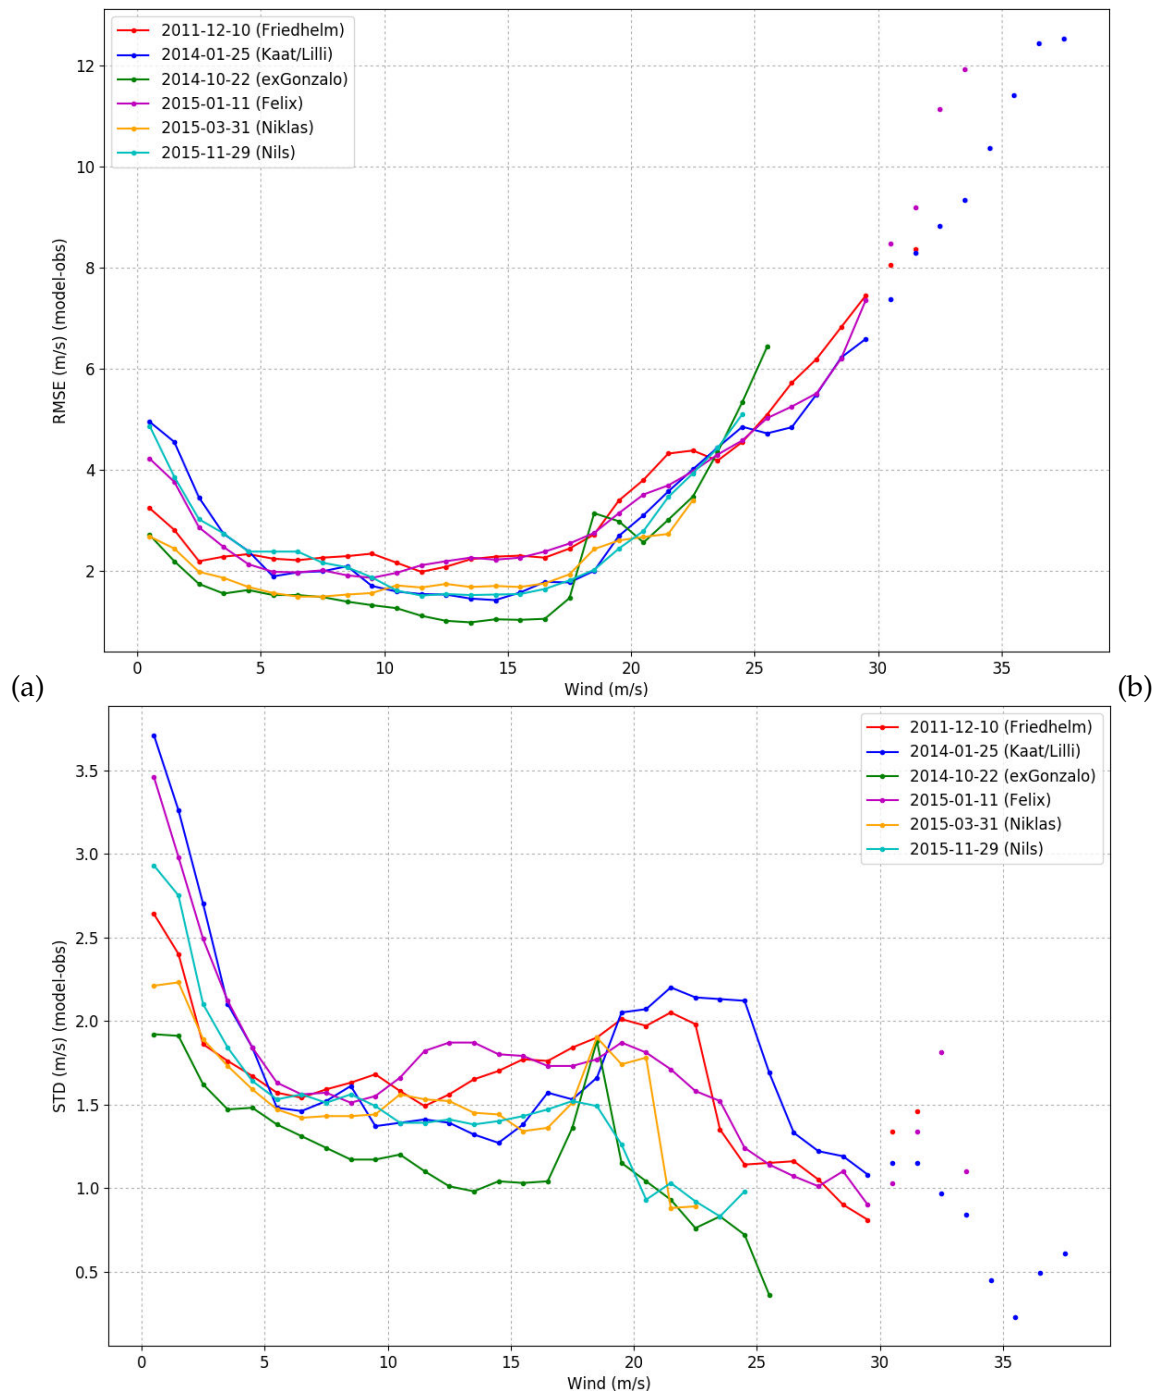 2011-12-10 (Friedhelm)
2014-01-25 (Kaat/Lilli)
2014-10-22 (exGonzalo)
2015-01-11 (Felix)
2015-03-31 (Niklas)
2015-11-29 (Nils)
12
10
8
6
4
2
RMSE (m/s) (model-obs)
0 5 10 15 20 25 30 35
Wind (m/s)
(a)
(b)
2011-12-10 (Friedhelm)
2014-01-25 (Kaat/Lilli)
2014-10-22 (exGonzalo)
2015-01-11 (Felix)
2015-03-31 (Niklas)
2015-11-29 (Nils)
3.5
3.0
2.5
2.0
1.5
1.0
0.5
STD (m/s) (model-obs)
0 5 10 15 20 25 30 35
Wind (m/s)